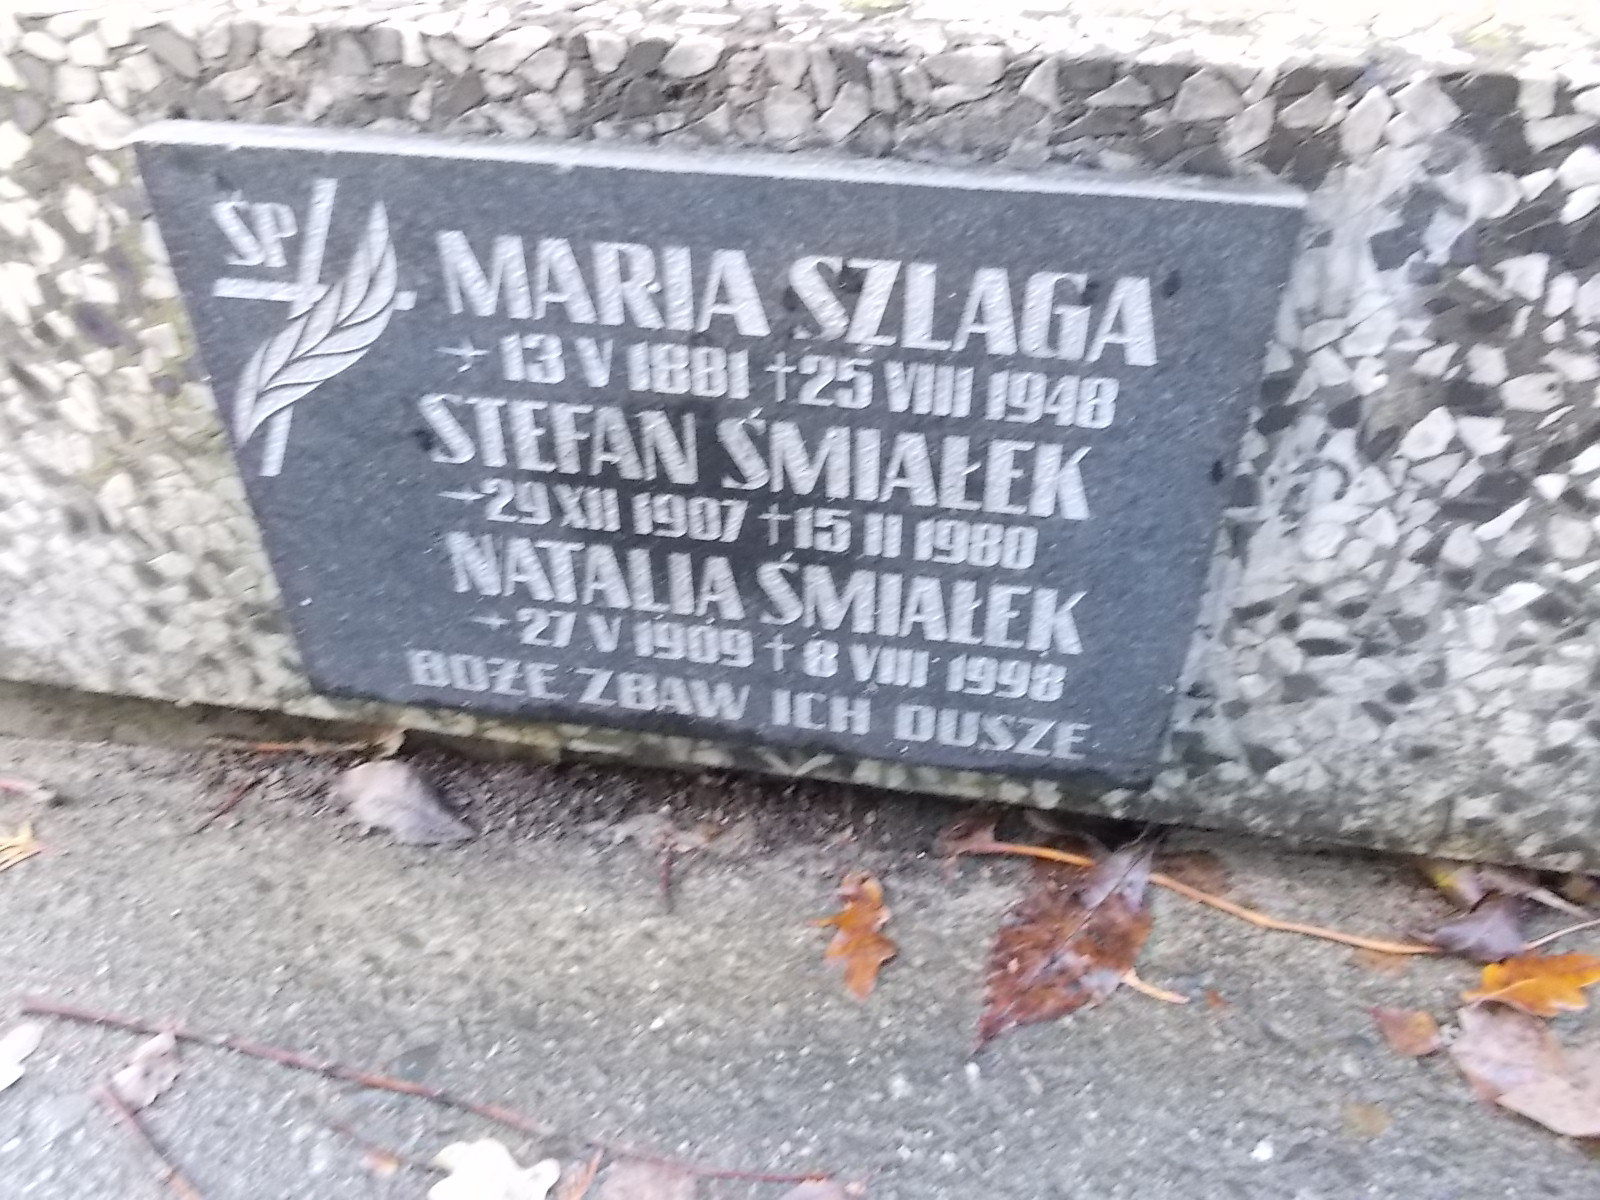 ŚP
MARIA SZLAGA
13 V 1881 † 25 VIII 1948
STEFAN ŚMIAŁEK
29 XII 1907 † 15 II 1980
NATALIA ŚMIAŁEK
27 V 1909 † 8 VIII 1998
BOŻE ZBAW ICH DUSZE